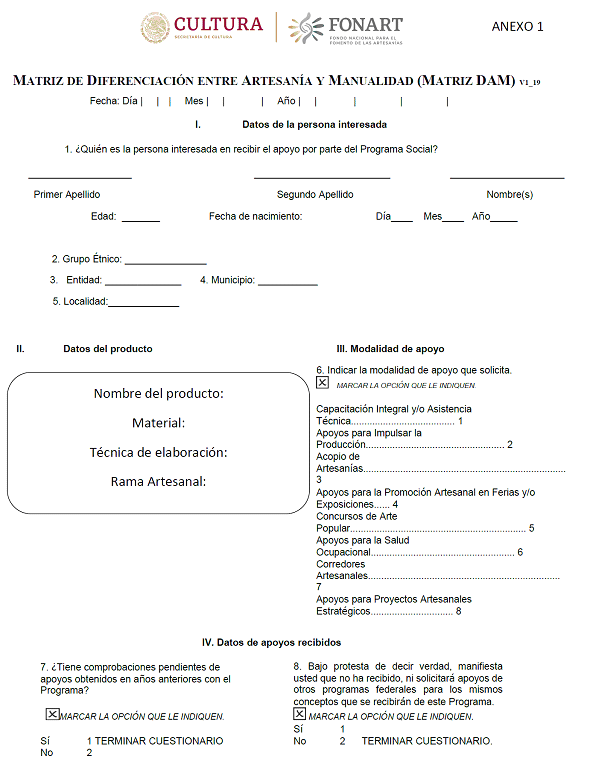 CULTURA
SECRETARÍA DE CULTURA
FONART
FONDO NACIONAL PARA EL
FOMENTO DE LAS ARTESANÍAS
ANEXO 1
MATRIZ DE DIFERENCIACIÓN ENTRE ARTESANÍA Y MANUALIDAD (MATRIZ DAM) V1_19
Fecha: Día | | | Mes | | | Año | | | | |
I. Datos de la persona interesada
1. ¿Quién es la persona interesada en recibir el apoyo por parte del Programa Social?
Primer Apellido Segundo Apellido Nombre(s)
Edad: _______ Fecha de nacimiento: Día____ Mes____ Año_____
2. Grupo Étnico: _______________
3. Entidad: ______________ 4. Municipio: ___________
5. Localidad:_____________
II. Datos del producto
Nombre del producto:
Material:
Técnica de elaboración:
Rama Artesanal:
III. Modalidad de apoyo
6. Indicar la modalidad de apoyo que solicita.
☒ MARCAR LA OPCIÓN QUE LE INDIQUEN.
Capacitación Integral y/o Asistencia
Técnica..................................... 1
Apoyos para Impulsar la
Producción.................................................. 2
Acopio de
Artesanías.........................................................................
3
Apoyos para la Promoción Artesanal en Ferias y/o
Exposiciones...... 4
Concursos de Arte
Popular............................................................... 5
Apoyos para la Salud
Ocupacional................................................... 6
Corredores
Artesanales.....................................................................
7
Apoyos para Proyectos Artesanales
Estratégicos.............................. 8
IV. Datos de apoyos recibidos
7. ¿Tiene comprobaciones pendientes de
apoyos obtenidos en años anteriores con el
Programa?
☒MARCAR LA OPCIÓN QUE LE INDIQUEN.
Sí 1 TERMINAR CUESTIONARIO
No 2
8. Bajo protesta de decir verdad, manifiesta
usted que no ha recibido, ni solicitará apoyos de
otros programas federales para los mismos
conceptos que se recibirán de este Programa.
☒ MARCAR LA OPCIÓN QUE LE INDIQUEN.
Sí 1
No 2 TERMINAR CUESTIONARIO.